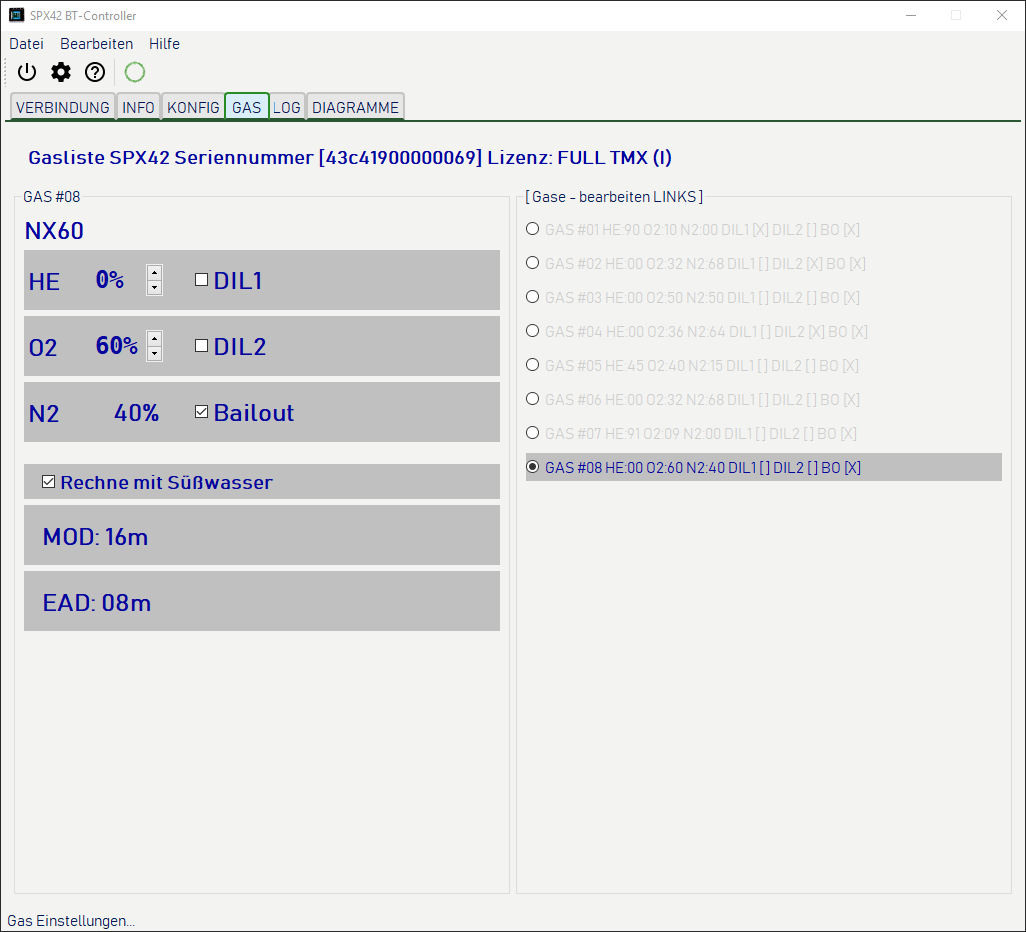 SPX42 BT-Controller
Datei Bearbeiten Hilfe
VERBINDUNG INFO KONFIG GAS LOG DIAGRAMME
Gasliste SPX42 Seriennummer [43c41900000069] Lizenz: FULL TMX (I)
GAS #08
NX60
HE 0% DIL1
O2 60% DIL2
N2 40% Bailout
Rechne mit Süßwasser
MOD: 16m
EAD: 08m
[ Gase - bearbeiten LINKS ]
GAS #01 HE:90 O2:10 N2:00 DIL1 [X] DIL2 [ ] BO [X]
GAS #02 HE:00 O2:32 N2:68 DIL1 [ ] DIL2 [X] BO [X]
GAS #03 HE:00 O2:50 N2:50 DIL1 [ ] DIL2 [ ] BO [X]
GAS #04 HE:00 O2:36 N2:64 DIL1 [ ] DIL2 [X] BO [X]
GAS #05 HE:45 O2:40 N2:15 DIL1 [ ] DIL2 [ ] BO [X]
GAS #06 HE:00 O2:32 N2:68 DIL1 [ ] DIL2 [ ] BO [X]
GAS #07 HE:91 O2:09 N2:00 DIL1 [ ] DIL2 [ ] BO [X]
GAS #08 HE:00 O2:60 N2:40 DIL1 [ ] DIL2 [ ] BO [X]
Gas Einstellungen...